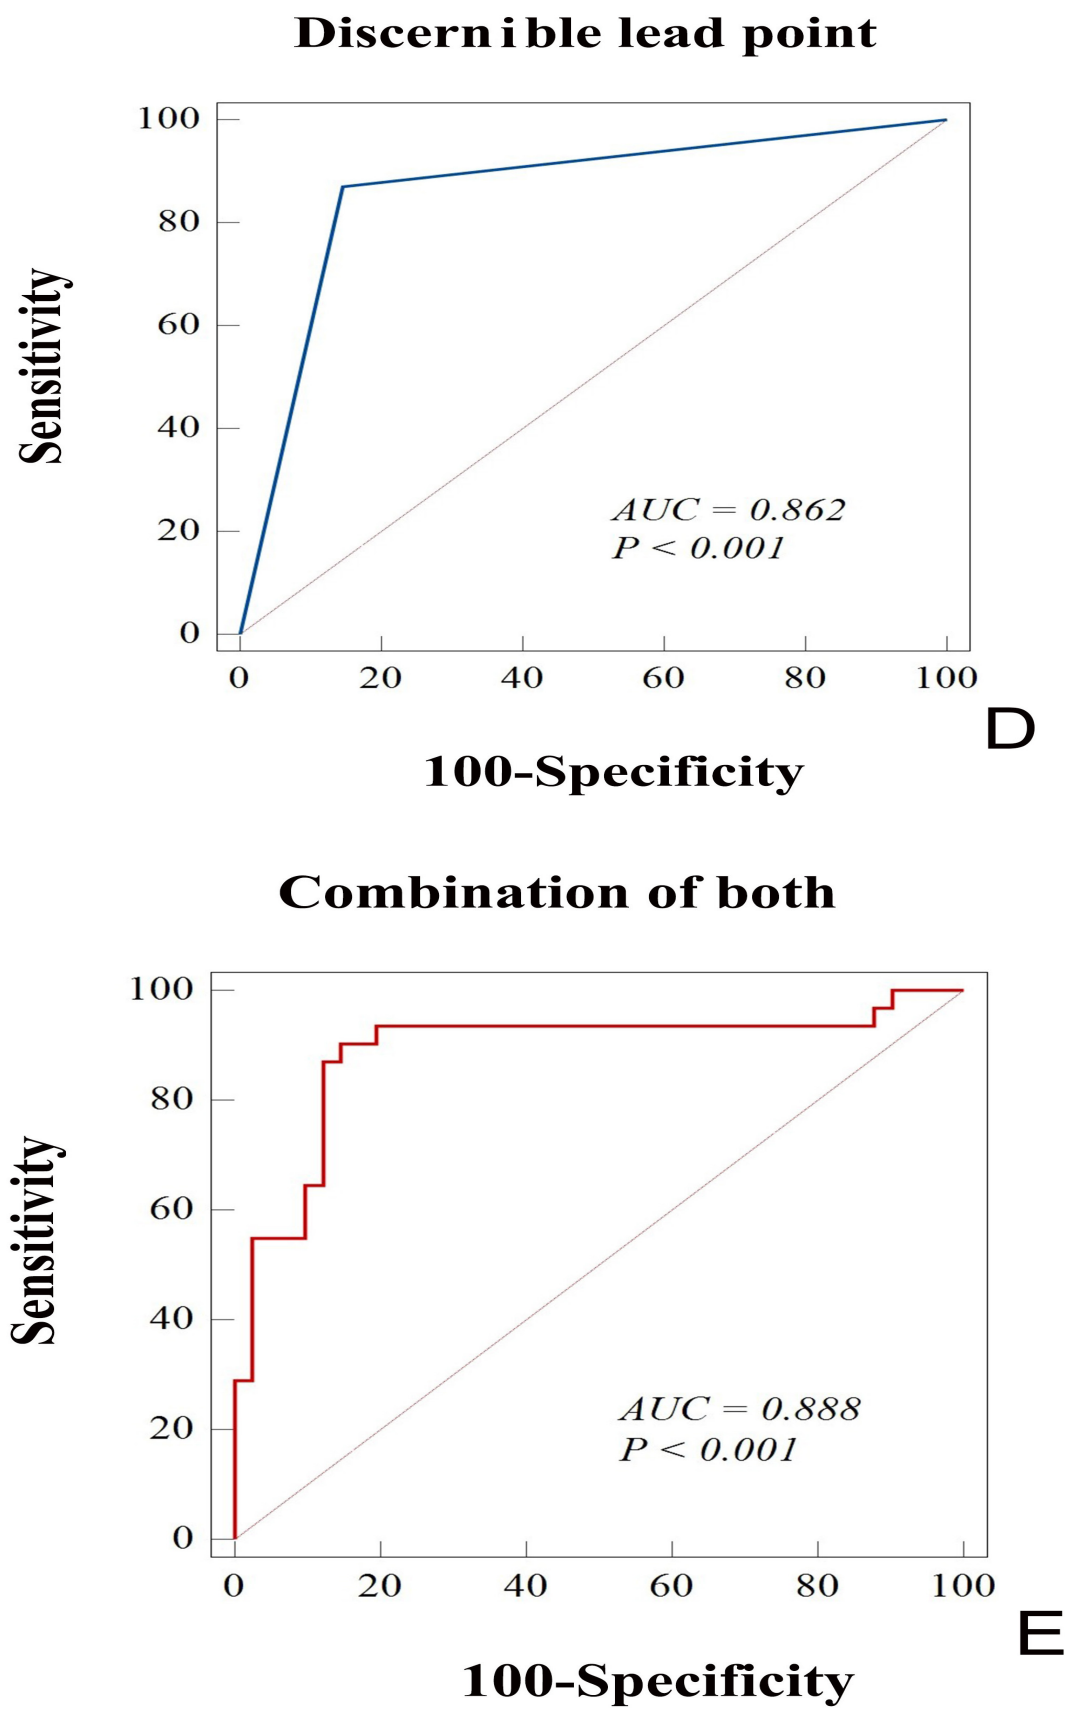 Discernible lead point
100
80
60
40
20
0
Sensitivity
AUC = 0.862
P < 0.001
0 20 40 60 80 100
D
100-Specificity
Combination of both
100
80
60
40
20
0
Sensitivity
AUC = 0.888
P < 0.001
0 20 40 60 80 100
E
100-Specificity